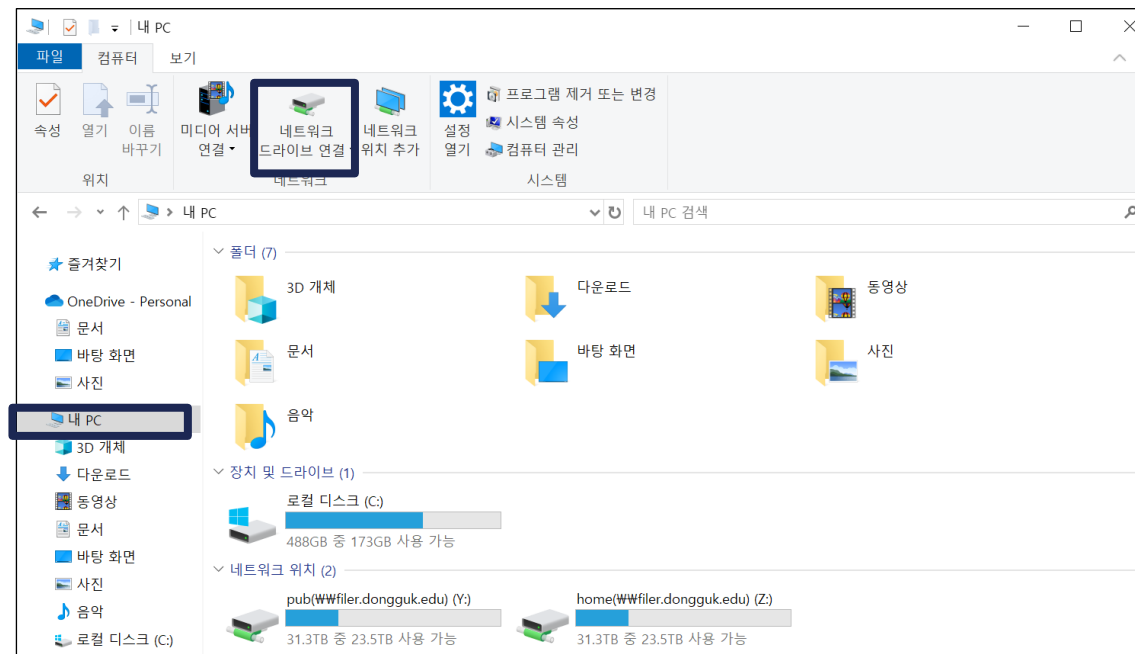 내 PC
파일 컴퓨터 보기
속성 열기 이름 바꾸기
위치
미디어 서버 연결 네트워크 드라이브 연결 네트워크 위치 추가
네트워크
설정 열기
프로그램 제거 또는 변경
시스템 속성
컴퓨터 관리
시스템
내 PC
내 PC 검색
즐겨찾기
OneDrive - Personal
문서
바탕 화면
사진
내 PC
3D 개체
다운로드
동영상
문서
바탕 화면
사진
음악
로컬 디스크 (C:)
폴더 (7)
3D 개체 다운로드 동영상
문서 바탕 화면 사진
음악
장치 및 드라이브 (1)
로컬 디스크 (C:)
488GB 중 173GB 사용 가능
네트워크 위치 (2)
pub(₩₩filer.dongguk.edu) (Y:)
31.3TB 중 23.5TB 사용 가능
home(₩₩filer.dongguk.edu) (Z:)
31.3TB 중 23.5TB 사용 가능